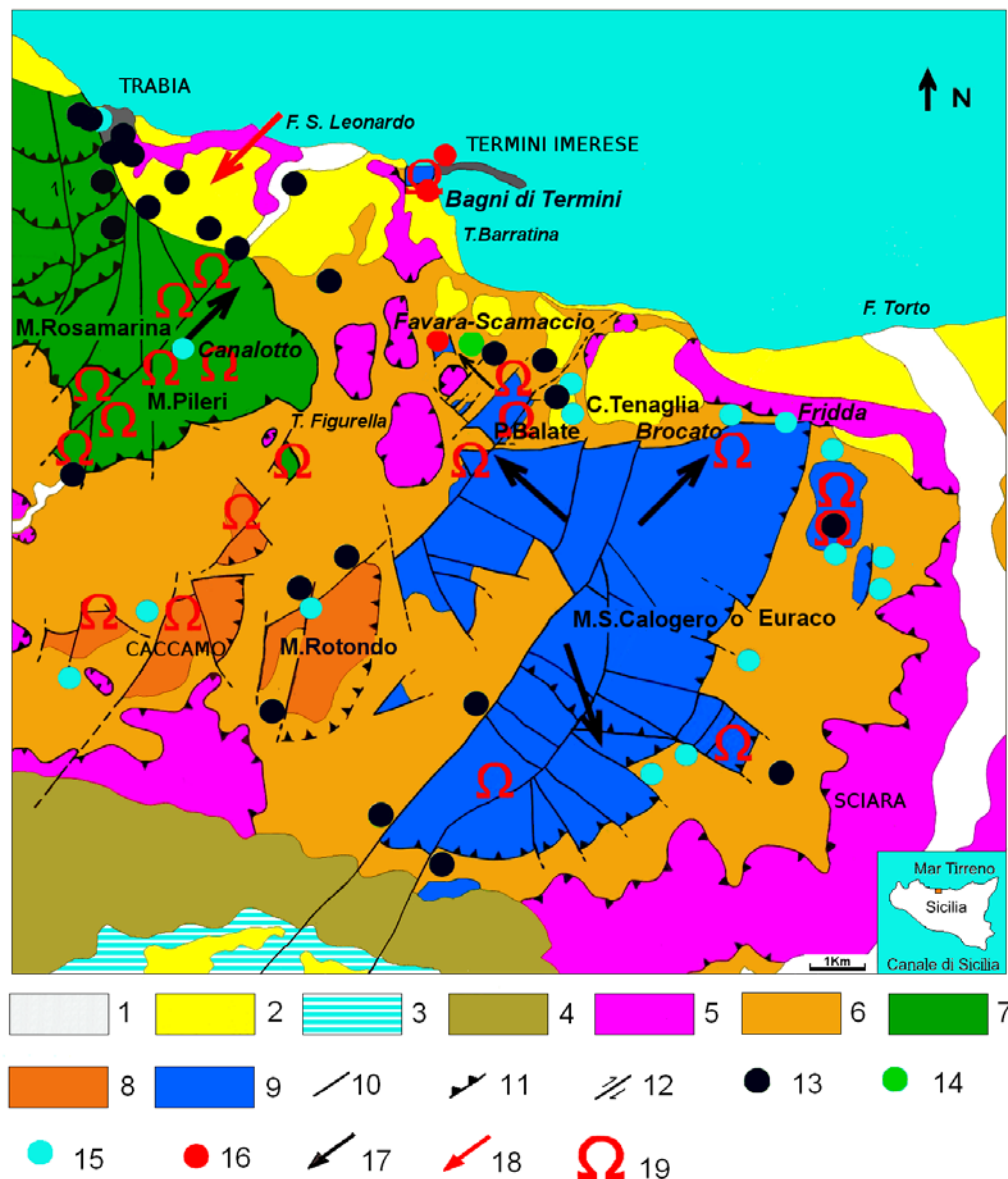 TRABIA
N
F. S. Leonardo
TERMINI IMERESE
Ω
Bagni di Termini
T.Barratina
Ω
F. Torto
Ω
M.Rosamarina
Favara-Scamaccio
Canalotto
Ω
Ω
Ω
Ω
M.Pileri
C.Tenaglia
Fridda
Ω
Ω
T. Figurella
P.Balate
Brocato
Ω
Ω
Ω
Ω
Ω
Ω
Ω
Ω
Ω
Ω
M.S.Calogero o Euraco
CACCAMO
M.Rotondo
Ω
Ω
SCIARA
Mar Tirreno
Sicilia
1Km
Canale di Sicilia
1
2
3
4
5
6
7
8
9
10
11
12
13
14
15
16
17
18
Ω 19